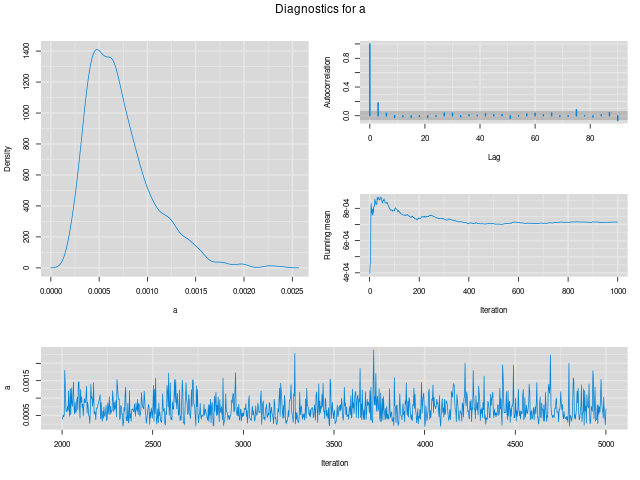 Diagnostics for a
Density
0 200 400 600 800 1000 1200 1400
0.0000 0.0005 0.0010 0.0015 0.0020 0.0025
a
Autocorrelation
0.0 0.4 0.8
0 20 40 60 80
Lag
Running mean
4e-04 6e-04 8e-04
0 200 400 600 800 1000
Iteration
a
0.0005 0.0015
2000 2500 3000 3500 4000 4500 5000
Iteration